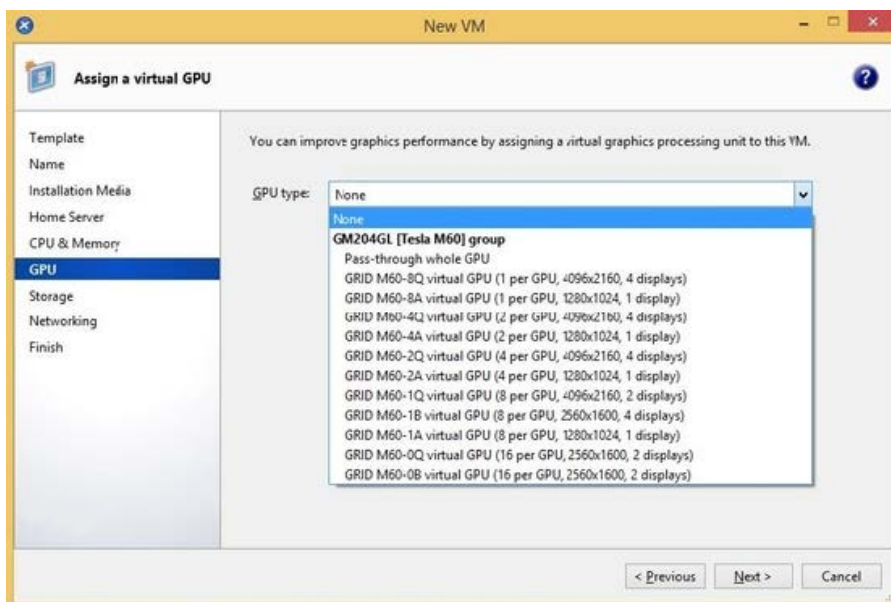 New VM
Assign a virtual GPU
Template
Name
Installation Media
Home Server
CPU & Memory
GPU
Storage
Networking
Finish
You can improve graphics performance by assigning a virtual graphics processing unit to this VM.
GPU type:
None
None
GM204GL [Tesla M60] group
Pass-through whole GPU
GRID M60-8Q virtual GPU (1 per GPU, 4096x2160, 4 displays)
GRID M60-8A virtual GPU (1 per GPU, 1280x1024, 1 display)
GRID M60-4Q virtual GPU (2 per GPU, 4096x2160, 4 displays)
GRID M60-4A virtual GPU (2 per GPU, 1280x1024, 1 display)
GRID M60-2Q virtual GPU (4 per GPU, 4096x2160, 4 displays)
GRID M60-2A virtual GPU (4 per GPU, 1280x1024, 1 display)
GRID M60-1Q virtual GPU (8 per GPU, 4096x2160, 2 displays)
GRID M60-1B virtual GPU (8 per GPU, 2560x1600, 4 displays)
GRID M60-1A virtual GPU (8 per GPU, 1280x1024, 1 display)
GRID M60-0Q virtual GPU (16 per GPU, 2560x1600, 2 displays)
GRID M60-0B virtual GPU (16 per GPU, 2560x1600, 2 displays)
< Previous
Next >
Cancel